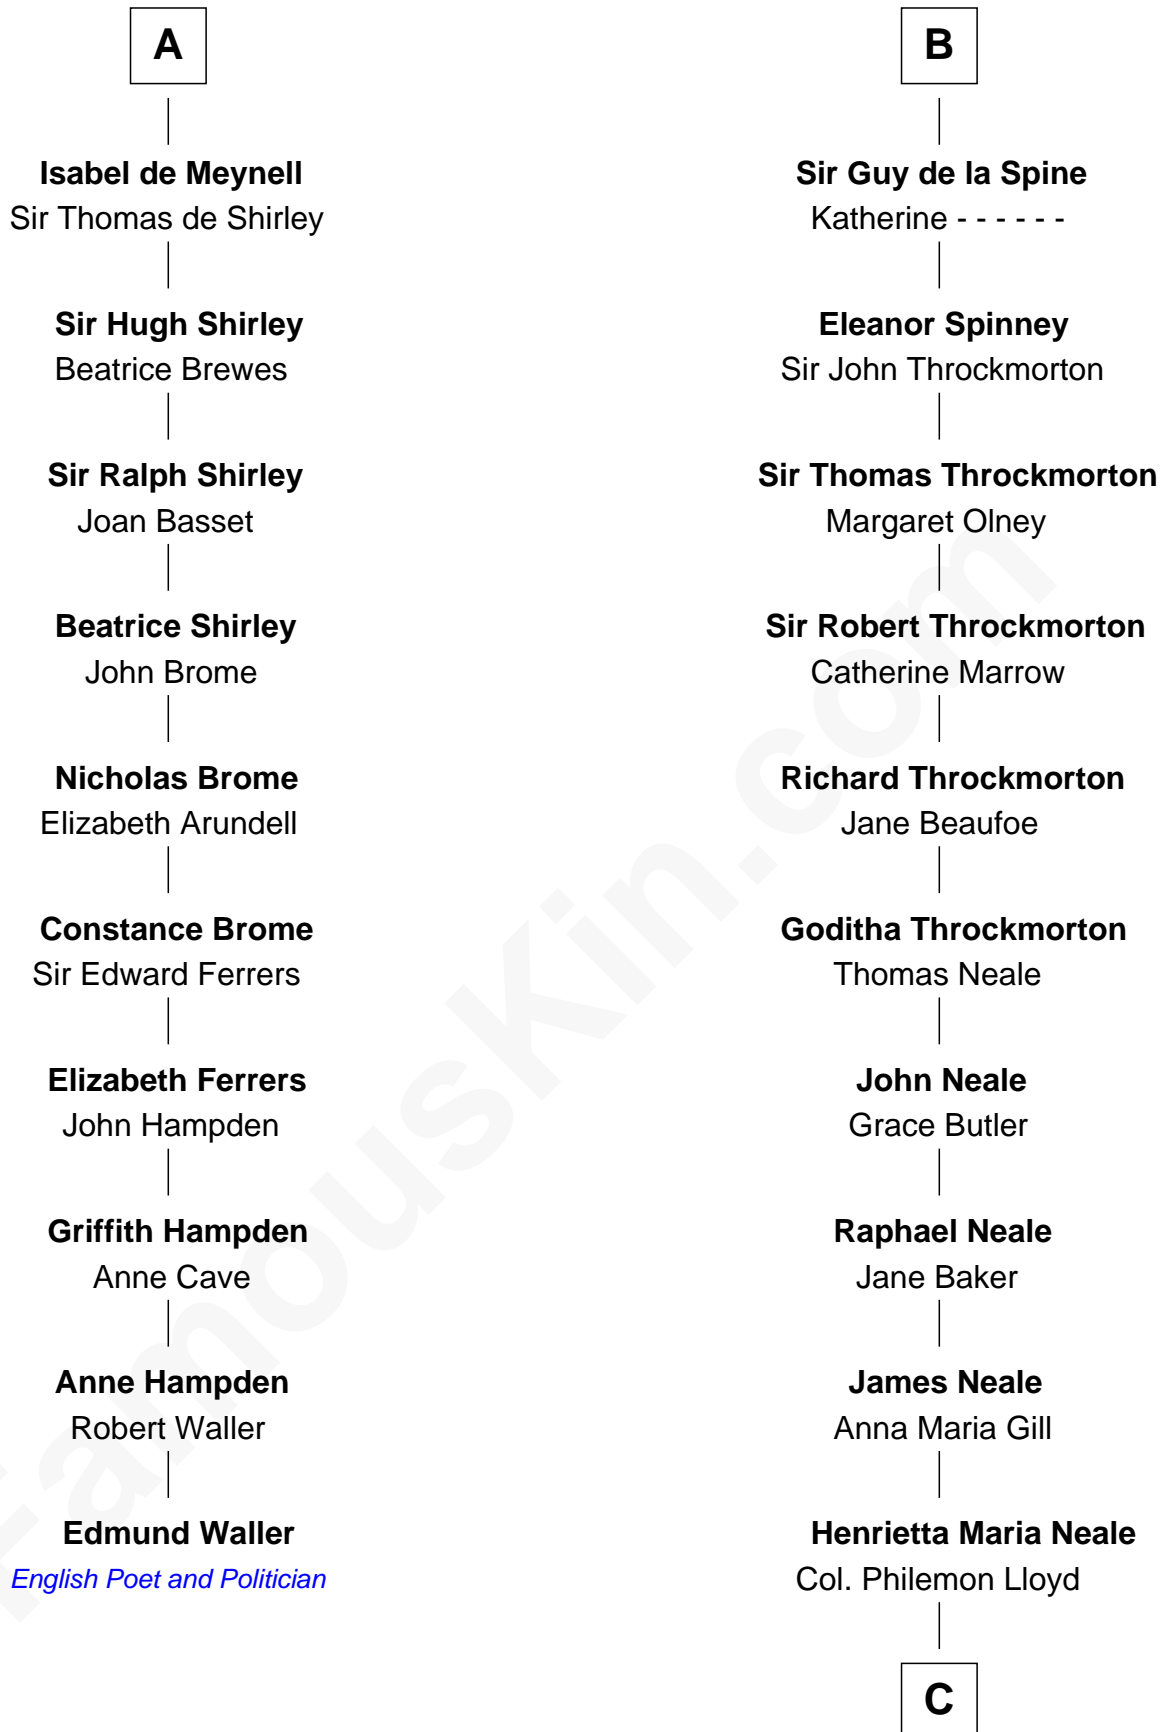 A
Isabel de Meynell
Sir Thomas de Shirley
Sir Hugh Shirley
Beatrice Brewes
Sir Ralph Shirley
Joan Basset
Beatrice Shirley
John Brome
Nicholas Brome
Elizabeth Arundell
Constance Brome
Sir Edward Ferrers
Elizabeth Ferrers
John Hampden
Griffith Hampden
Anne Cave
Anne Hampden
Robert Waller
Edmund Waller
English Poet and Politician
B
Sir Guy de la Spine
Katherine - - - - - -
Eleanor Spinney
Sir John Throckmorton
Sir Thomas Throckmorton
Margaret Olney
Sir Robert Throckmorton
Catherine Marrow
Richard Throckmorton
Jane Beaufoe
Goditha Throckmorton
Thomas Neale
John Neale
Grace Butler
Raphael Neale
Jane Baker
James Neale
Anna Maria Gill
Henrietta Maria Neale
Col. Philemon Lloyd
C
FamousKin.com